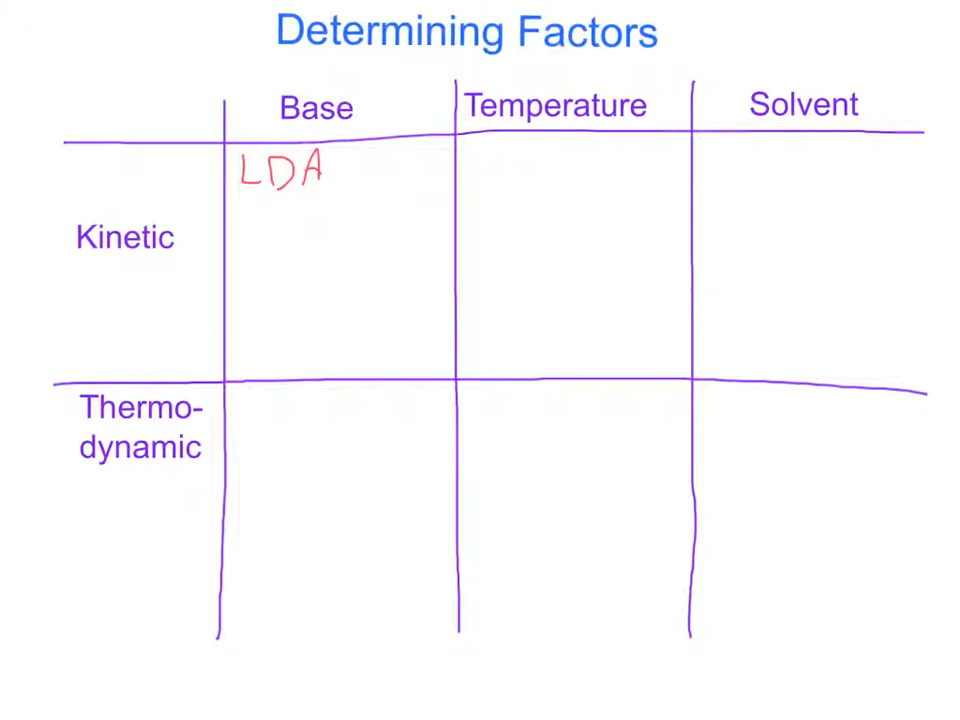 Determining Factors
Base Temperature Solvent
LDA
Kinetic
Thermo-
dynamic